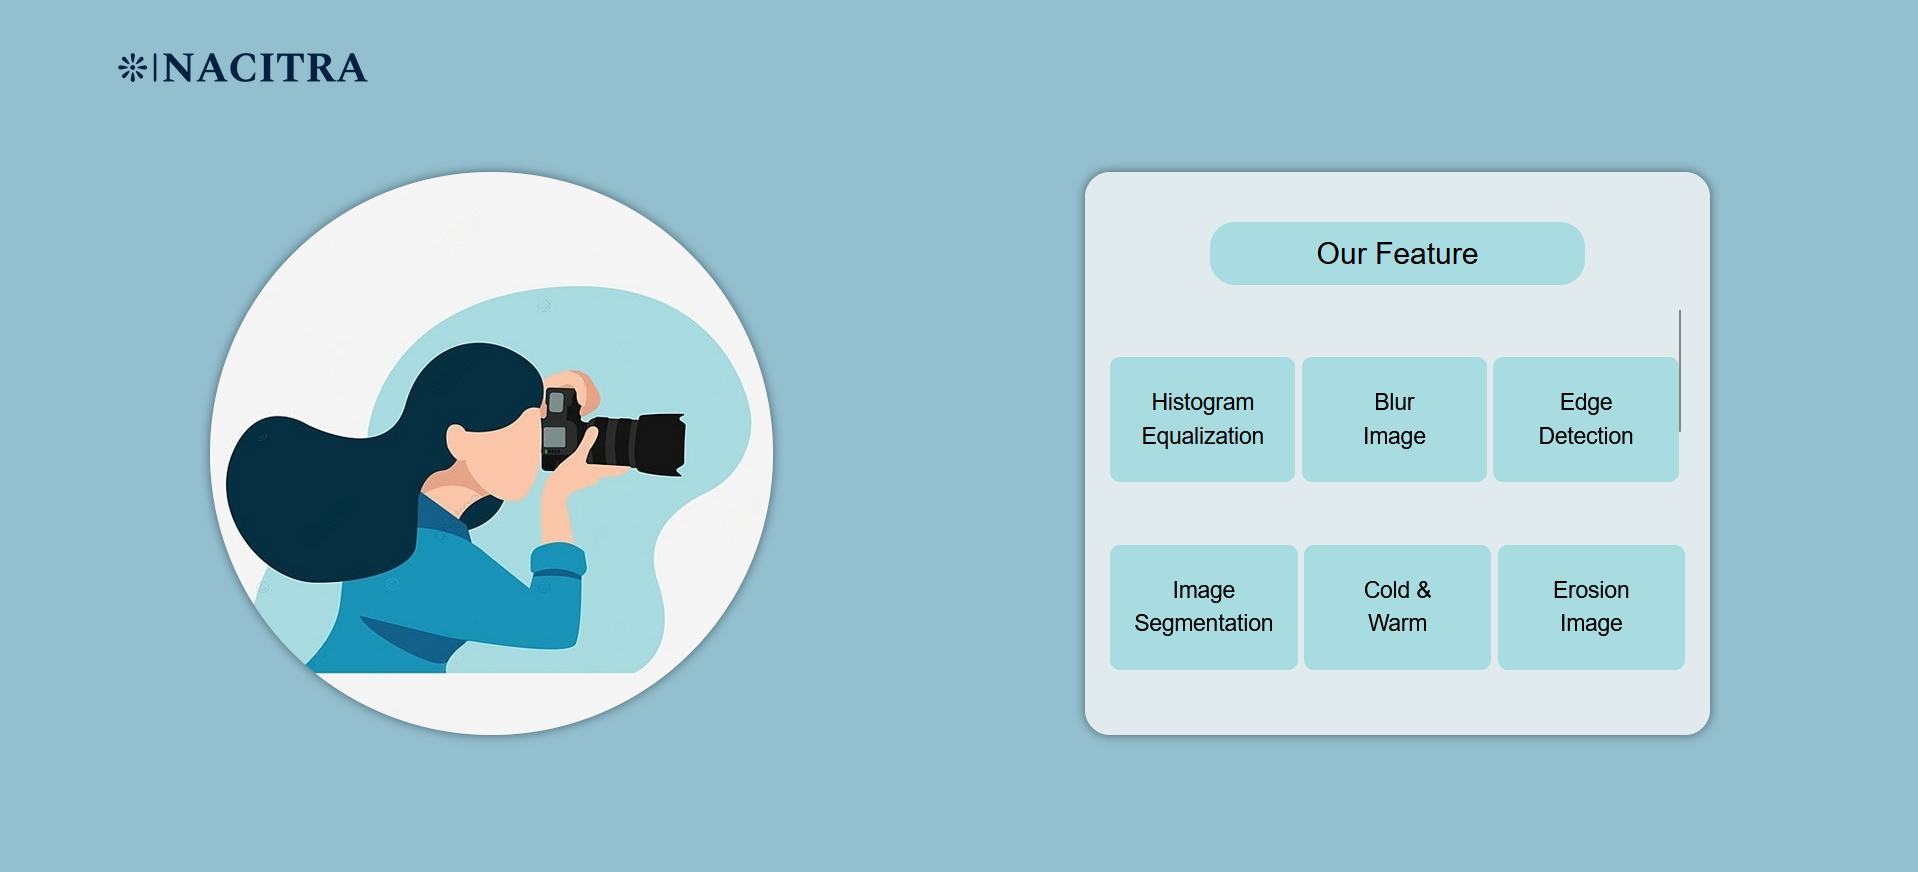 NACITRA
Our Feature
Histogram
Equalization
Blur
Image
Edge
Detection
Image
Segmentation
Cold &
Warm
Erosion
Image